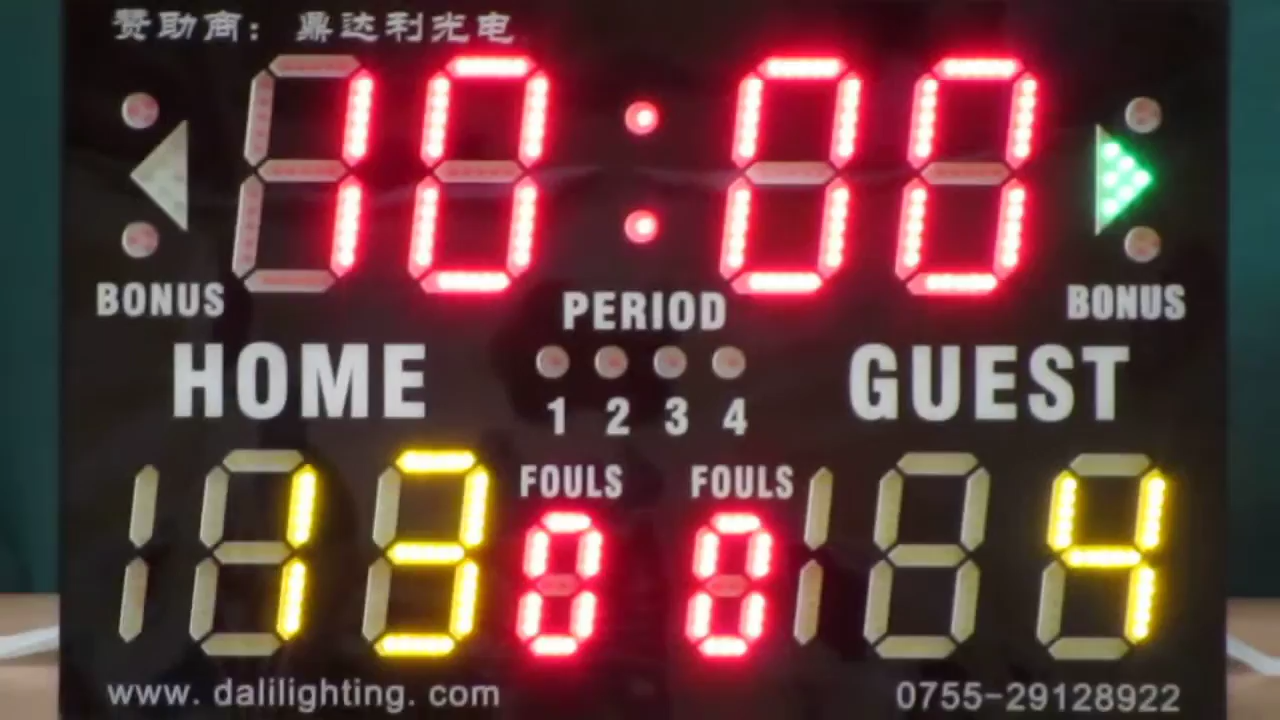 赞助商：鼎达利光电
10:00
BONUS
PERIOD
BONUS
HOME
1 2 3 4
GUEST
FOULS
FOULS
13
0
0
4
www.dalilighting.com
0755-29128922